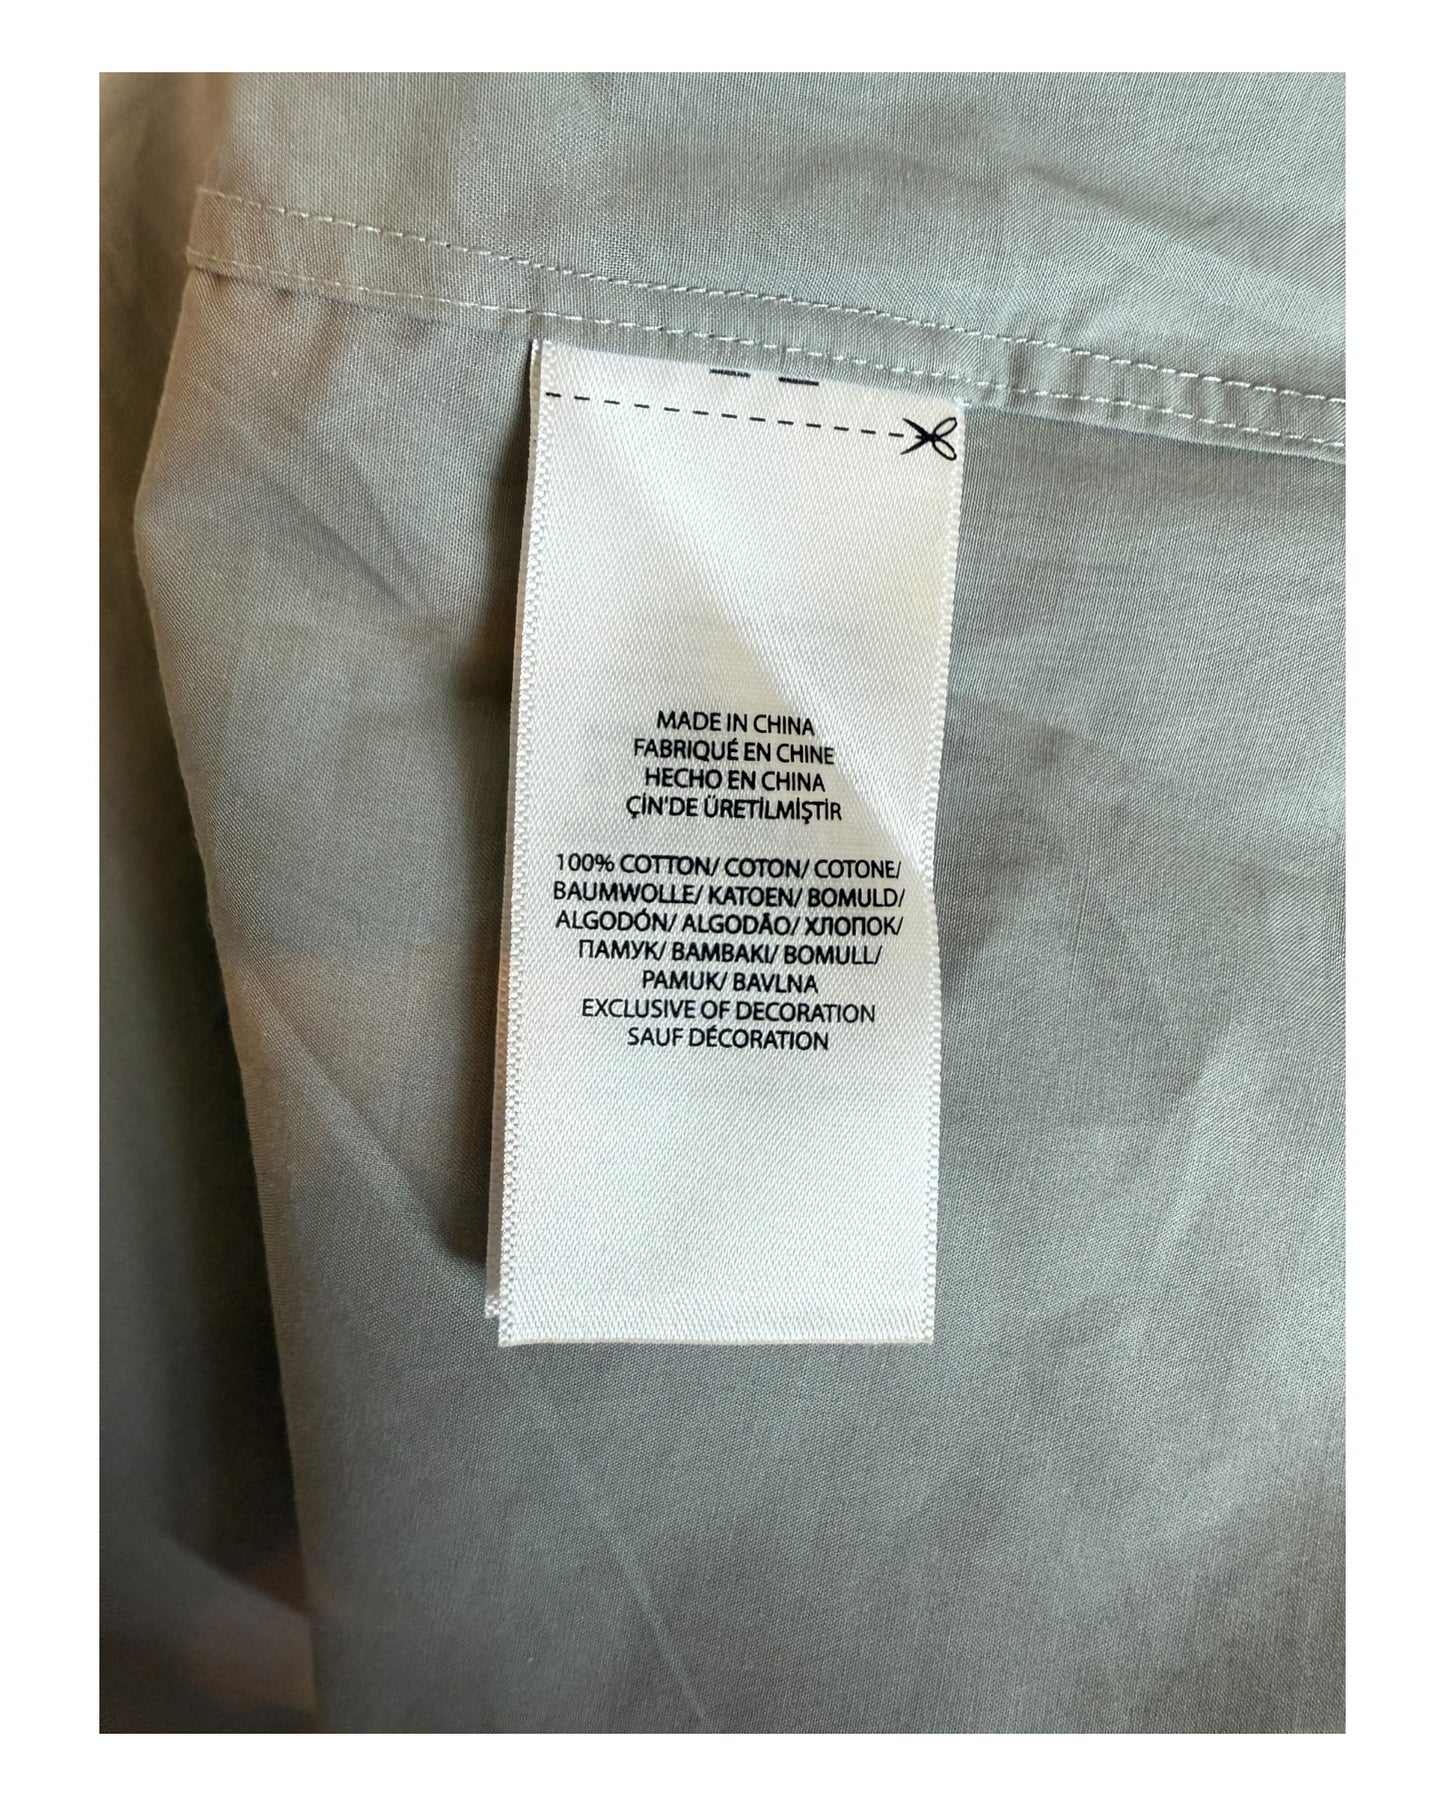 MADE IN CHINA
FABRIQUÉ EN CHINE
HECHO EN CHINA
ÇİN'DE ÜRETİLMİŞTİR
100% COTTON/ COTON/ COTONE/
BAUMWOLLE/ KATOEN/ BOMULD/
ALGODÓN/ ALGODÃO/ ХЛОПОК/
ПАМУК/ BAMBAKI/ BOMULL/
PAMUK/ BAVLNA
EXCLUSIVE OF DECORATION
SAUF DÉCORATION